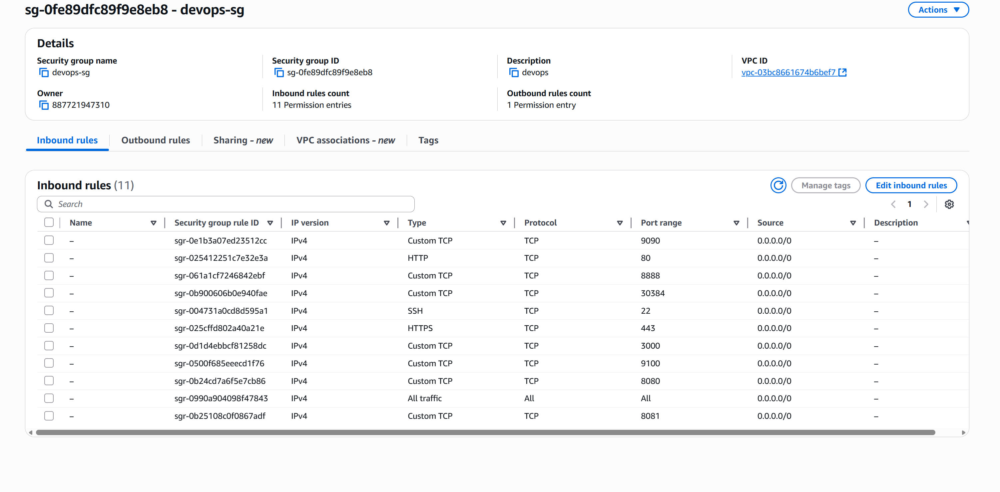 sg-0fe89dfc89f9e8eb8 - devops-sg
Actions
Details
Security group name
devops-sg
Security group ID
sg-0fe89dfc89f9e8eb8
Description
devops
VPC ID
vpc-03bc8661674b6bef7
Owner
887721947310
Inbound rules count
11 Permission entries
Outbound rules count
1 Permission entry
Inbound rules
Outbound rules
Sharing - new
VPC associations - new
Tags
Inbound rules (11)
Manage tags
Edit inbound rules
Search
1
Name Security group rule ID IP version Type Protocol Port range Source Description
– sgr-0e1b3a07ed23512cc IPv4 Custom TCP TCP 9090 0.0.0.0/0 –
– sgr-025412251c7e32e3a IPv4 HTTP TCP 80 0.0.0.0/0 –
– sgr-061a1cf7246842ebf IPv4 Custom TCP TCP 8888 0.0.0.0/0 –
– sgr-0b900606b0e940fae IPv4 Custom TCP TCP 30384 0.0.0.0/0 –
– sgr-004731a0cd8d595a1 IPv4 SSH TCP 22 0.0.0.0/0 –
– sgr-025cffd802a40a21e IPv4 HTTPS TCP 443 0.0.0.0/0 –
– sgr-0d1d4ebbcf81258dc IPv4 Custom TCP TCP 3000 0.0.0.0/0 –
– sgr-0500f685eeecd1f76 IPv4 Custom TCP TCP 9100 0.0.0.0/0 –
– sgr-0b24cd7a6f5e7cb86 IPv4 Custom TCP TCP 8080 0.0.0.0/0 –
– sgr-0990a904098f47843 IPv4 All traffic All All 0.0.0.0/0 –
– sgr-0b25108c0f0867adf IPv4 Custom TCP TCP 8081 0.0.0.0/0 –